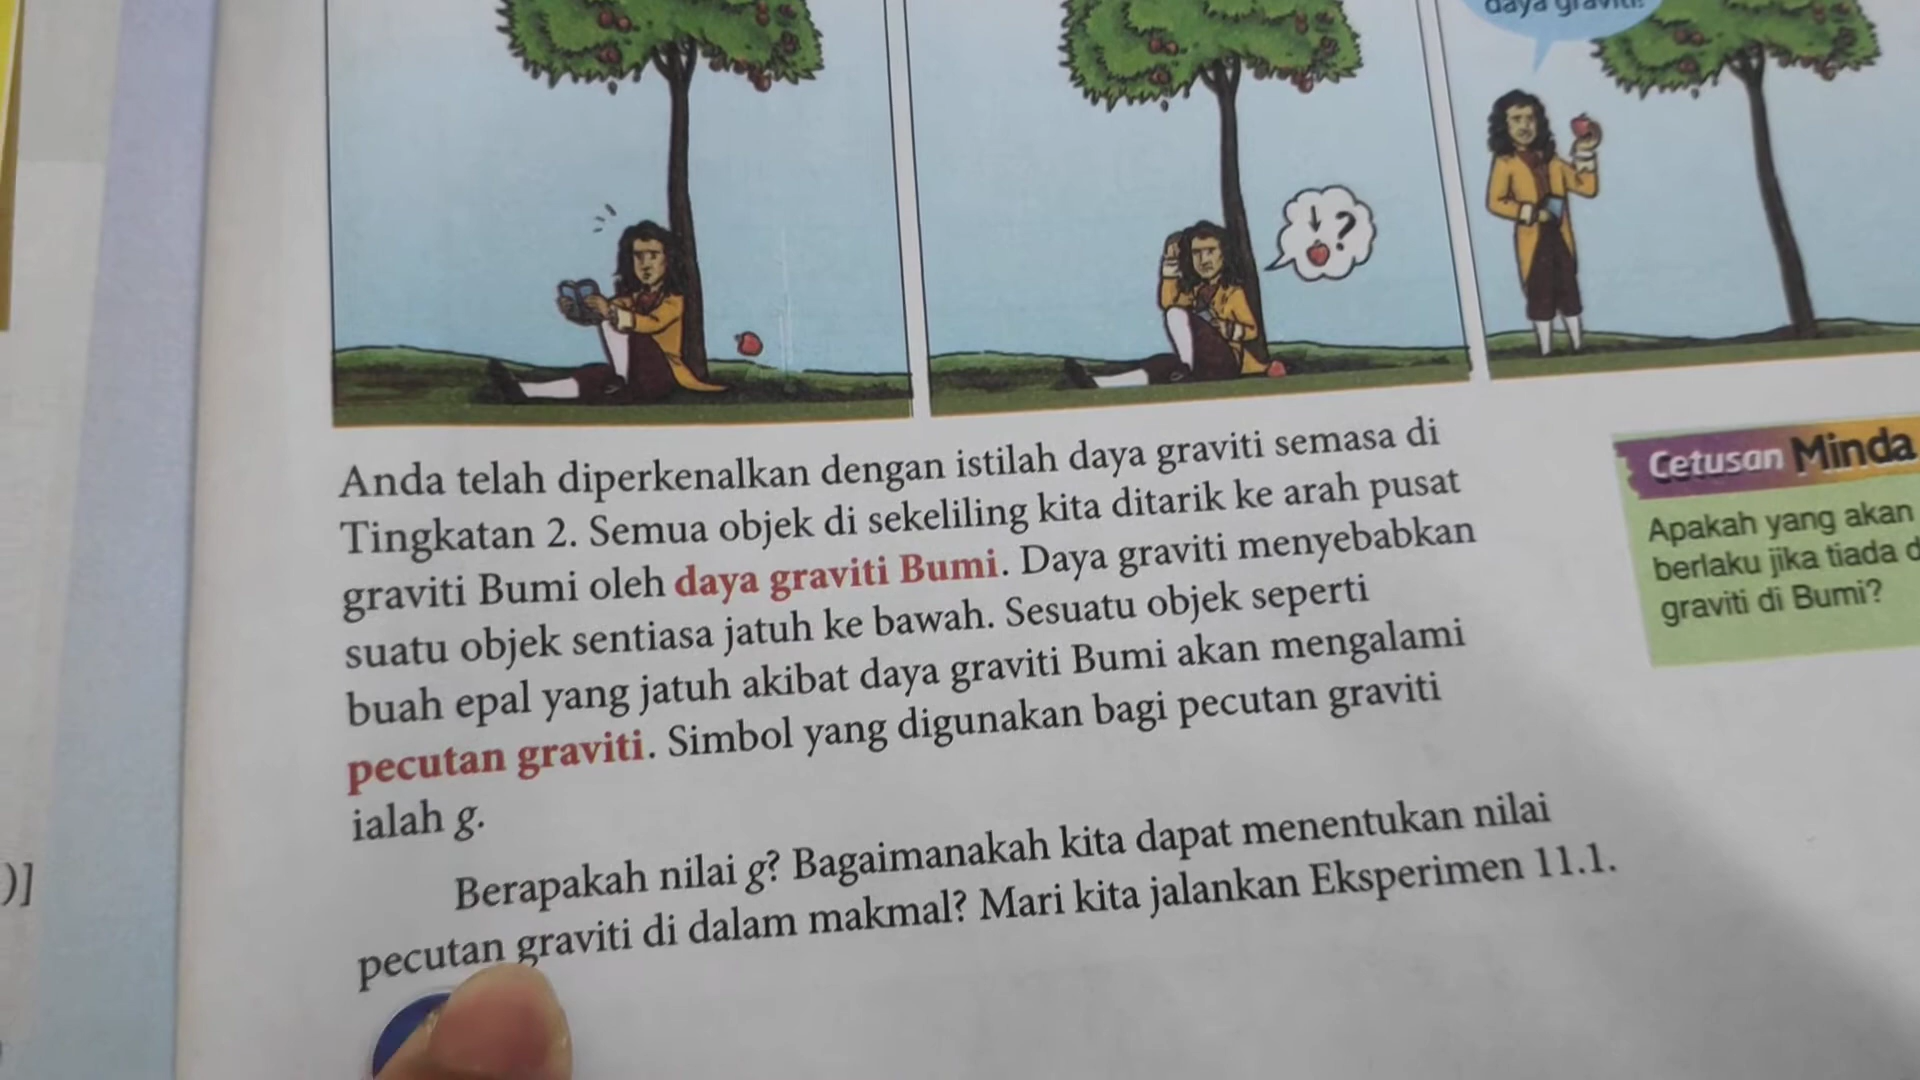 daya graviti!
?
Anda telah diperkenalkan dengan istilah daya graviti semasa di
Tingkatan 2. Semua objek di sekeliling kita ditarik ke arah pusat
graviti Bumi oleh daya graviti Bumi. Daya graviti menyebabkan
suatu objek sentiasa jatuh ke bawah. Sesuatu objek seperti
buah epal yang jatuh akibat daya graviti Bumi akan mengalami
pecutan graviti. Simbol yang digunakan bagi pecutan graviti
ialah g.
Berapakah nilai g? Bagaimanakah kita dapat menentukan nilai
pecutan graviti di dalam makmal? Mari kita jalankan Eksperimen 11.1.
Cetusan Minda
Apakah yang akan
berlaku jika tiada
graviti di Bumi?
)]